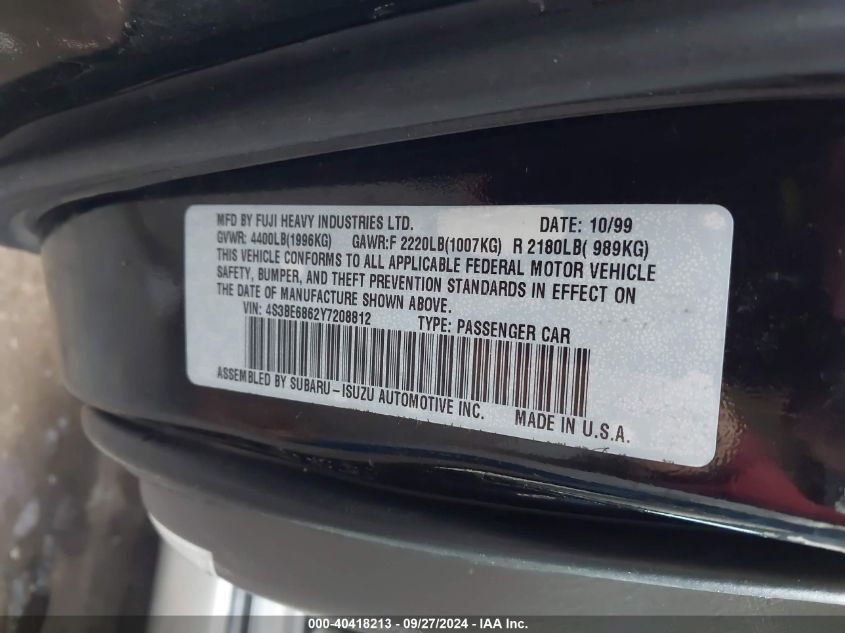 MFD BY FUJI HEAVY INDUSTRIES LTD. DATE: 10/99
GVWR: 4400LB(1996KG) GAWR:F 2220LB(1007KG) R 2180LB( 989KG)
THIS VEHICLE CONFORMS TO ALL APPLICABLE FEDERAL MOTOR VEHICLE
SAFETY, BUMPER, AND THEFT PREVENTION STANDARDS IN EFFECT ON
THE DATE OF MANUFACTURE SHOWN ABOVE.
VIN: 4S3BE6862Y7208812 TYPE: PASSENGER CAR
ASSEMBLED BY SUBARU-ISUZU AUTOMOTIVE INC. MADE IN U.S.A.
000-40418213 - 09/27/2024 - IAA Inc.